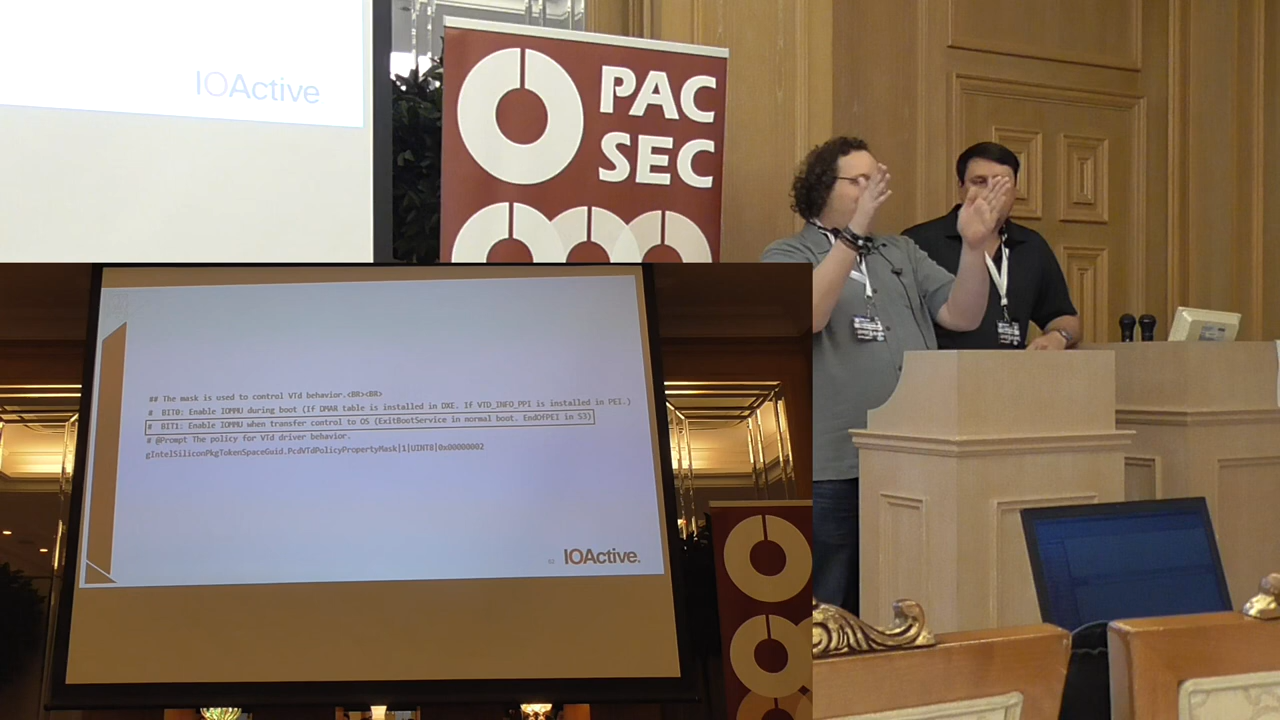 IOActive
PAC
SEC
## The mask is used to control VTd behavior.<BR><BR>
# BIT0: Enable IOMMU during boot (If DMAR table is installed in DXE. If VTD_INFO_PPI is installed in PEI.)
# BIT1: Enable IOMMU when transfer control to OS (ExitBootService in normal boot. EndOfPEI in S3)
# @Prompt The policy for VTd driver behavior.
gIntelSiliconPkgTokenSpaceGuid.PcdVTdPolicyPropertyMask|1|UINT8|0x00000002
IOActive.